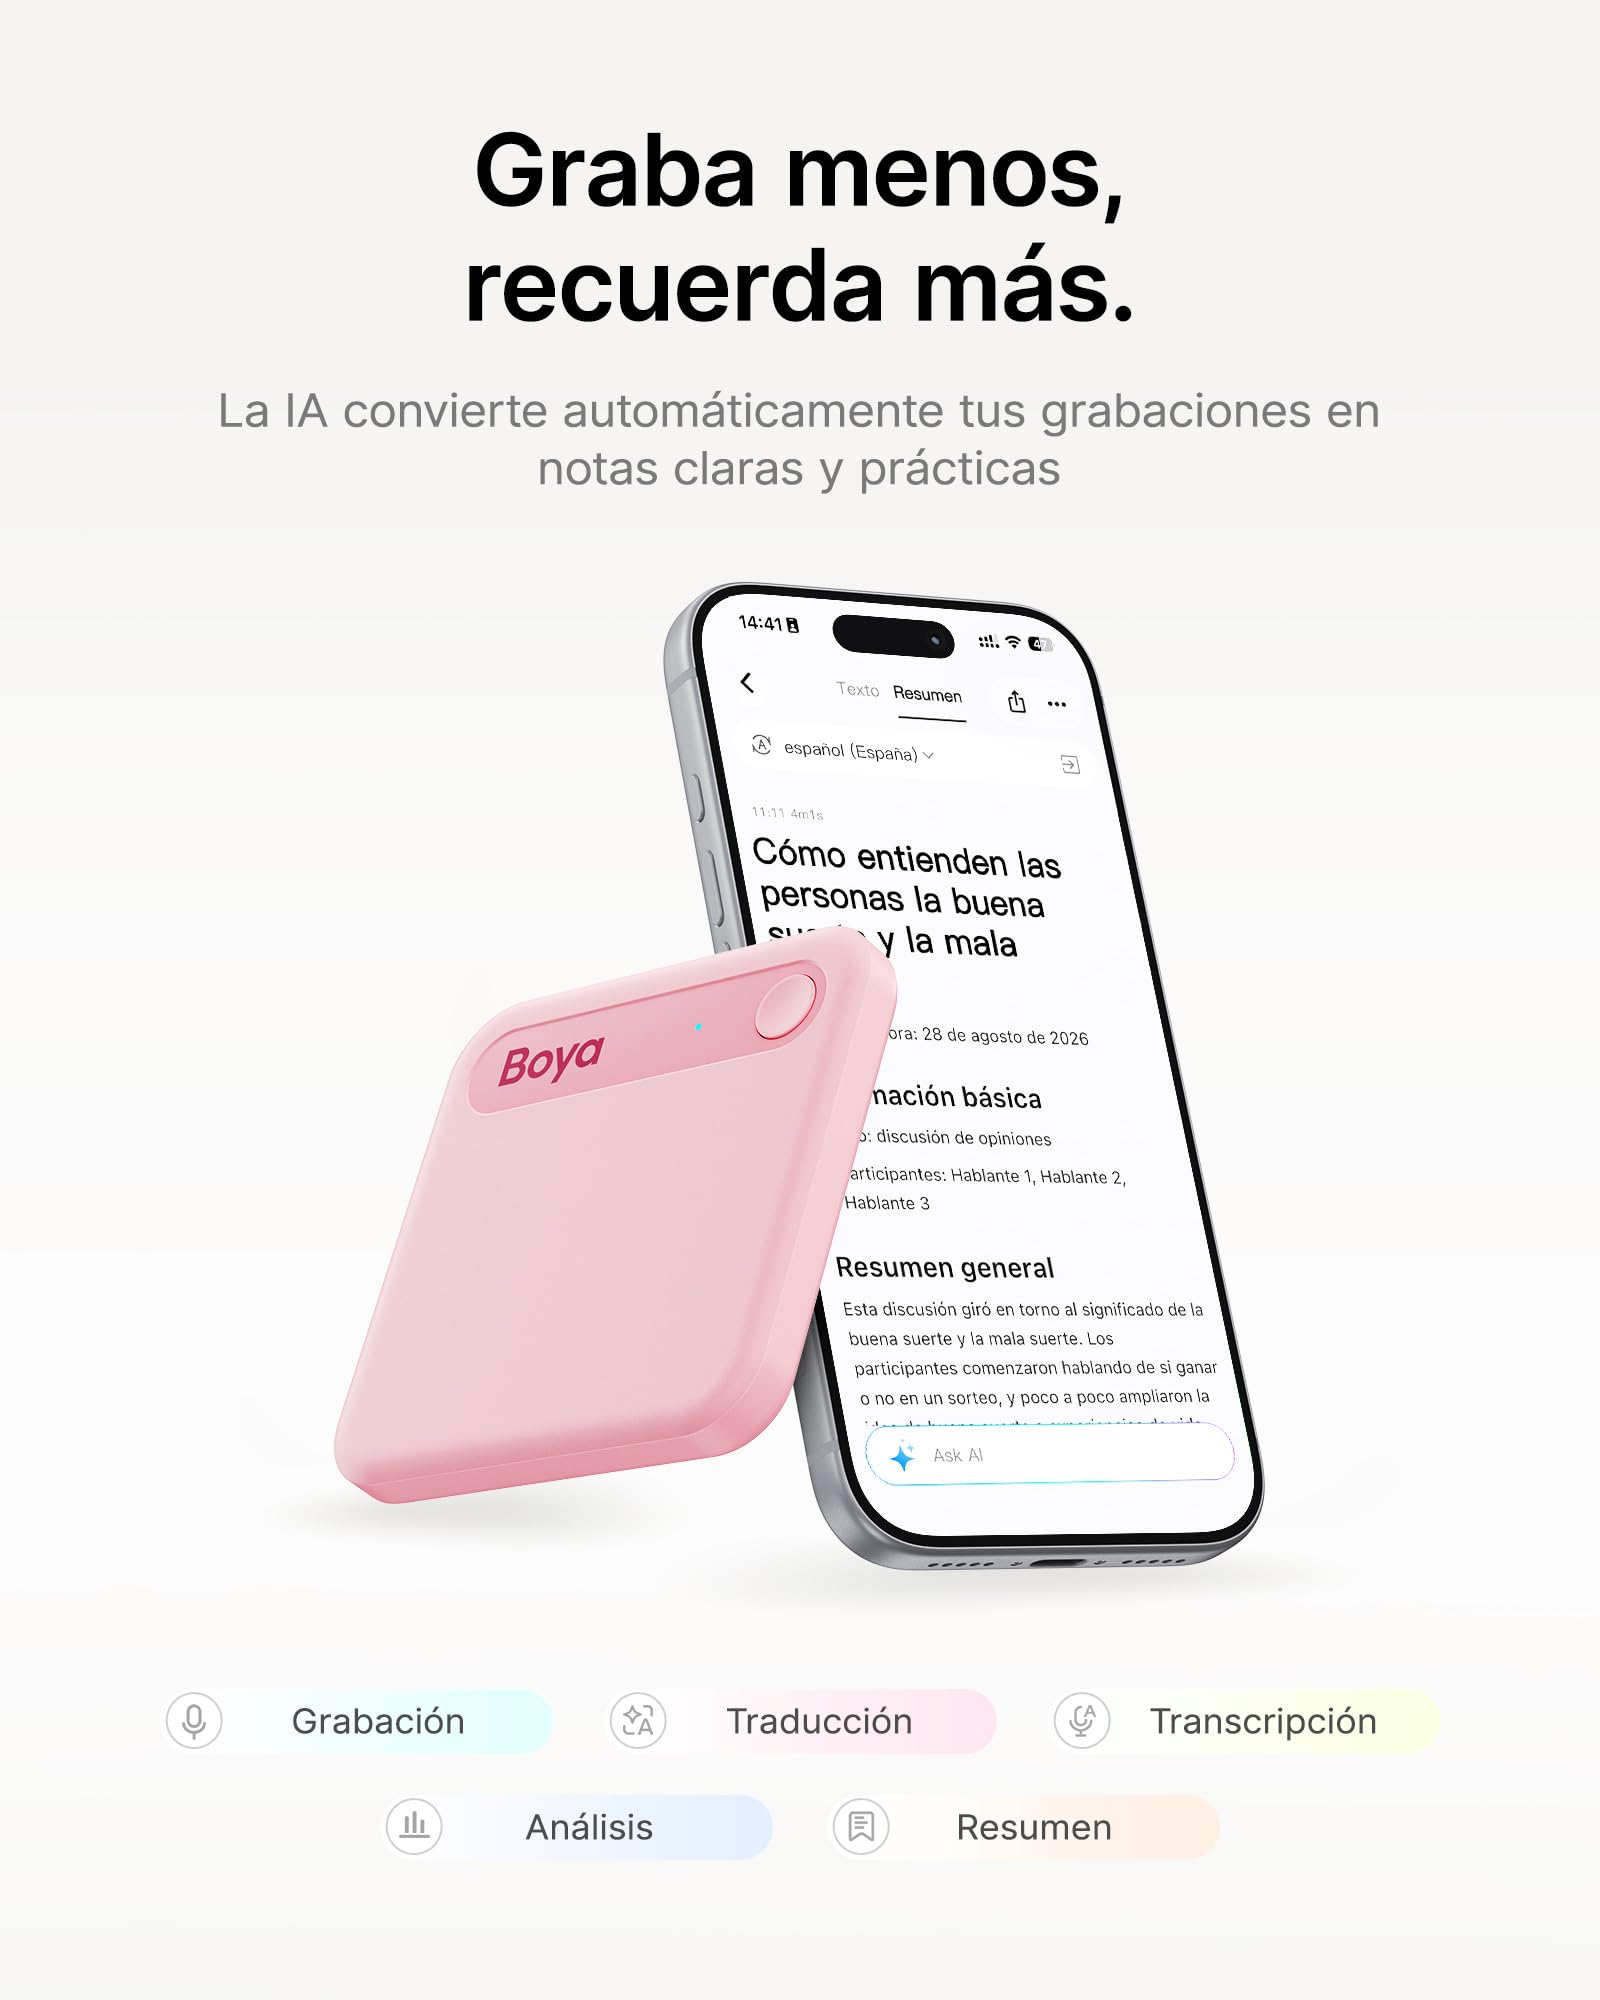 Graba menos,
recuerda más.
La IA convierte automáticamente tus grabaciones en
notas claras y prácticas
14:41
47
Texto Resumen
español (España)
11:11 4m1s
Cómo entienden las
personas la buena
y la mala
28 de agosto de 2026
básica
discusión de opiniones
Hablante 1, Hablante 2,
Hablante 3
Resumen general
Esta discusión giró en torno al significado de la
buena suerte y la mala suerte. Los
participantes comenzaron hablando de si ganar
o no en un sorteo, y poco a poco ampliaron la
Ask AI
Boya
Grabación
Traducción
Transcripción
Análisis
Resumen